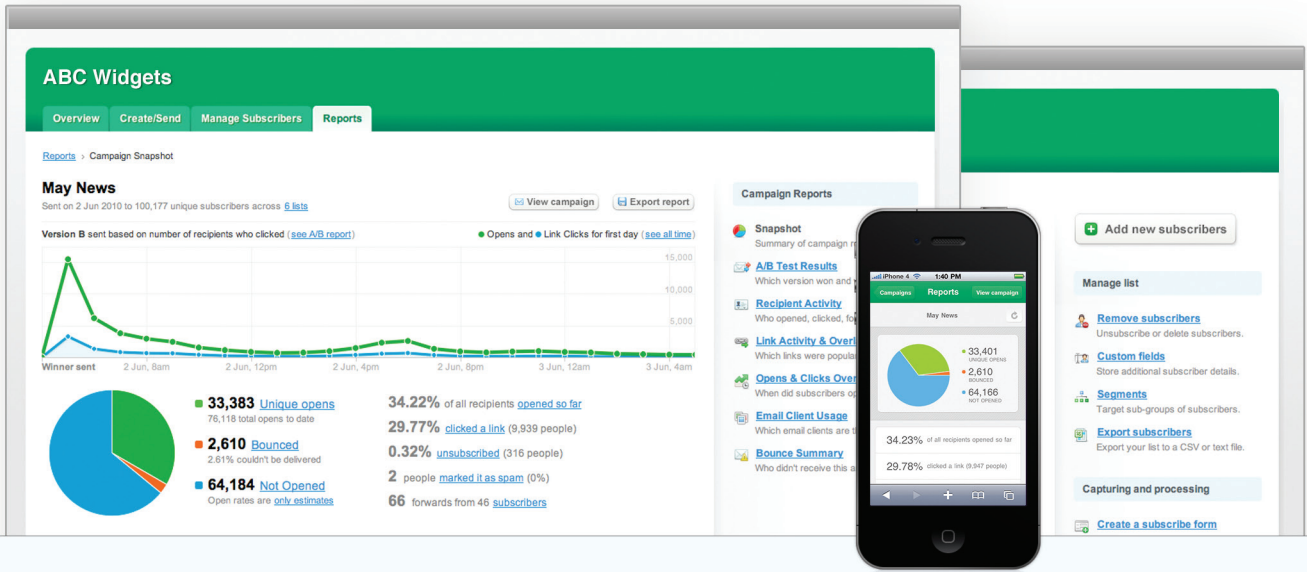 ABC Widgets
Overview
Create/Send
Manage Subscribers
Reports
Reports › Campaign Snapshot
May News
Sent on 2 Jun 2010 to 100,177 unique subscribers across 6 lists
View campaign
Export report
Version B sent based on number of recipients who clicked (see A/B report)
Opens and Link Clicks for first day (see all time)
15,000
10,000
5,000
Winner sent
2 Jun, 8am
2 Jun, 12pm
2 Jun, 4pm
2 Jun, 8pm
3 Jun, 12am
3 Jun, 4am
33,383 Unique opens
76,118 total opens to date
2,610 Bounced
2.61% couldn't be delivered
64,184 Not Opened
Open rates are only estimates
34.22% of all recipients opened so far
29.77% clicked a link (9,939 people)
0.32% unsubscribed (316 people)
2 people marked it as spam (0%)
66 forwards from 46 subscribers
Campaign Reports
Snapshot
Summary of campaign
A/B Test Results
Which version won and
Recipient Activity
Who opened, clicked,
Link Activity &
Which links were
Opens & Clicks
When did subscribers
Email Client Usage
Which email clients are
Bounce Summary
Who didn't receive this
iPhone 4
1:40 PM
Campaigns
Reports
View campaign
May News
33,401
UNIQUE OPENS
2,610
BOUNCED
64,166
NOT OPENED
34.23% of all recipients opened so far
29.78% clicked a link (9,947 people)
Add new subscribers
Manage list
Remove subscribers
Unsubscribe or delete subscribers.
Custom fields
Store additional subscriber details.
Segments
Target sub-groups of subscribers.
Export subscribers
Export your list to a CSV or text file.
Capturing and processing
Create a subscribe form